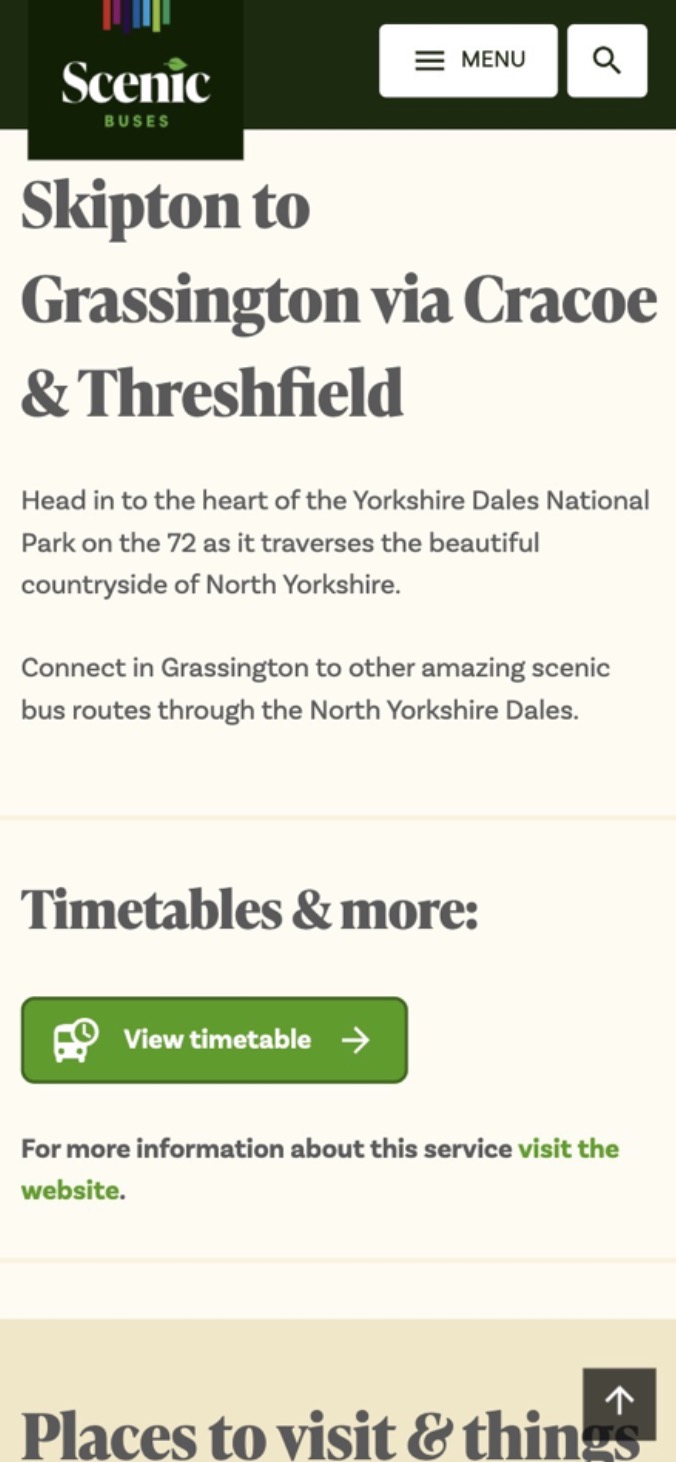 Scenic
BUSES
MENU
Skipton to
Grassington via Cracoe
& Threshfield
Head in to the heart of the Yorkshire Dales National
Park on the 72 as it traverses the beautiful
countryside of North Yorkshire.
Connect in Grassington to other amazing scenic
bus routes through the North Yorkshire Dales.
Timetables & more:
View timetable
For more information about this service visit the
website.
Places to visit & things